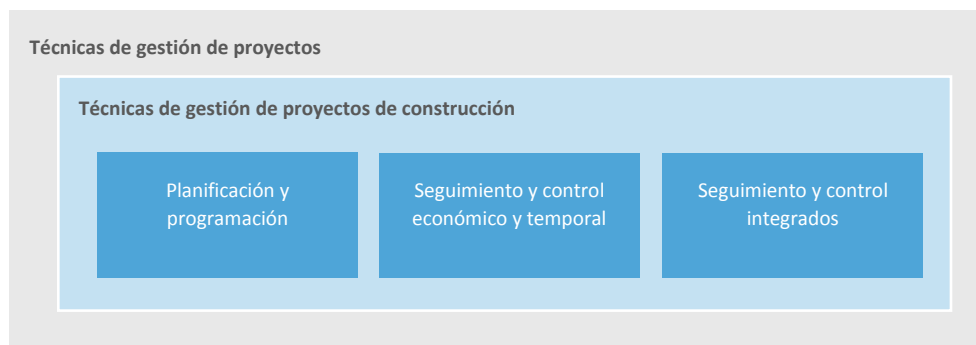 Técnicas de gestión de proyectos
Técnicas de gestión de proyectos de construcción
Planificación y
programación
Seguimiento y control
económico y temporal
Seguimiento y control
integrados